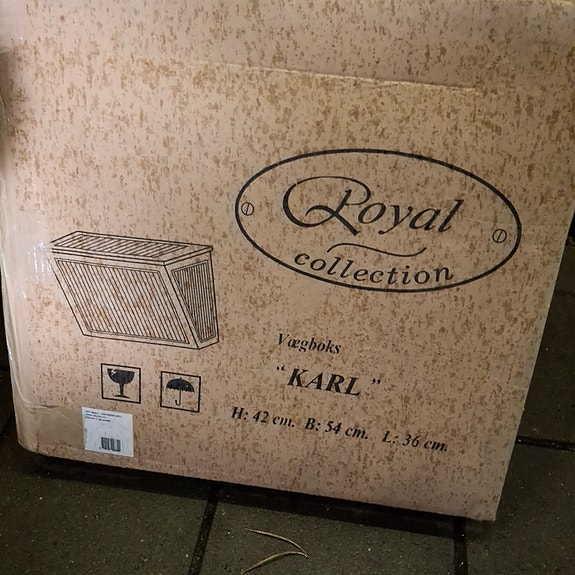 Royal
collection
Vægboks
"KARL"
H: 42 cm. B: 54 cm. L: 36 cm.